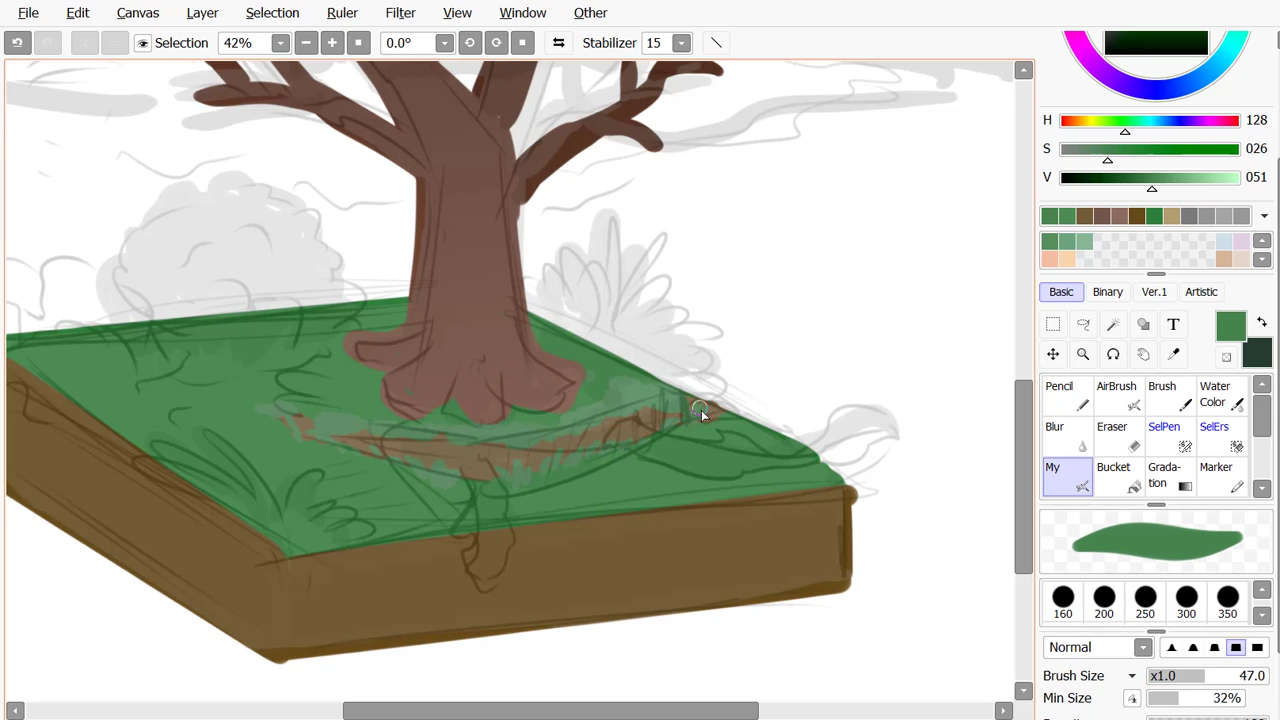 File Edit Canvas Layer Selection Ruler Filter View Window Other
Selection 42% 0.0° Stabilizer 15
H 128
S 026
V 051
Basic Binary Ver.1 Artistic
T
Pencil AirBrush Brush Water Color
Blur Eraser SelPen SelErs
My Bucket Grada- tion Marker
160 200 250 300 350
Normal
Brush Size x1.0 47.0
Min Size 32%